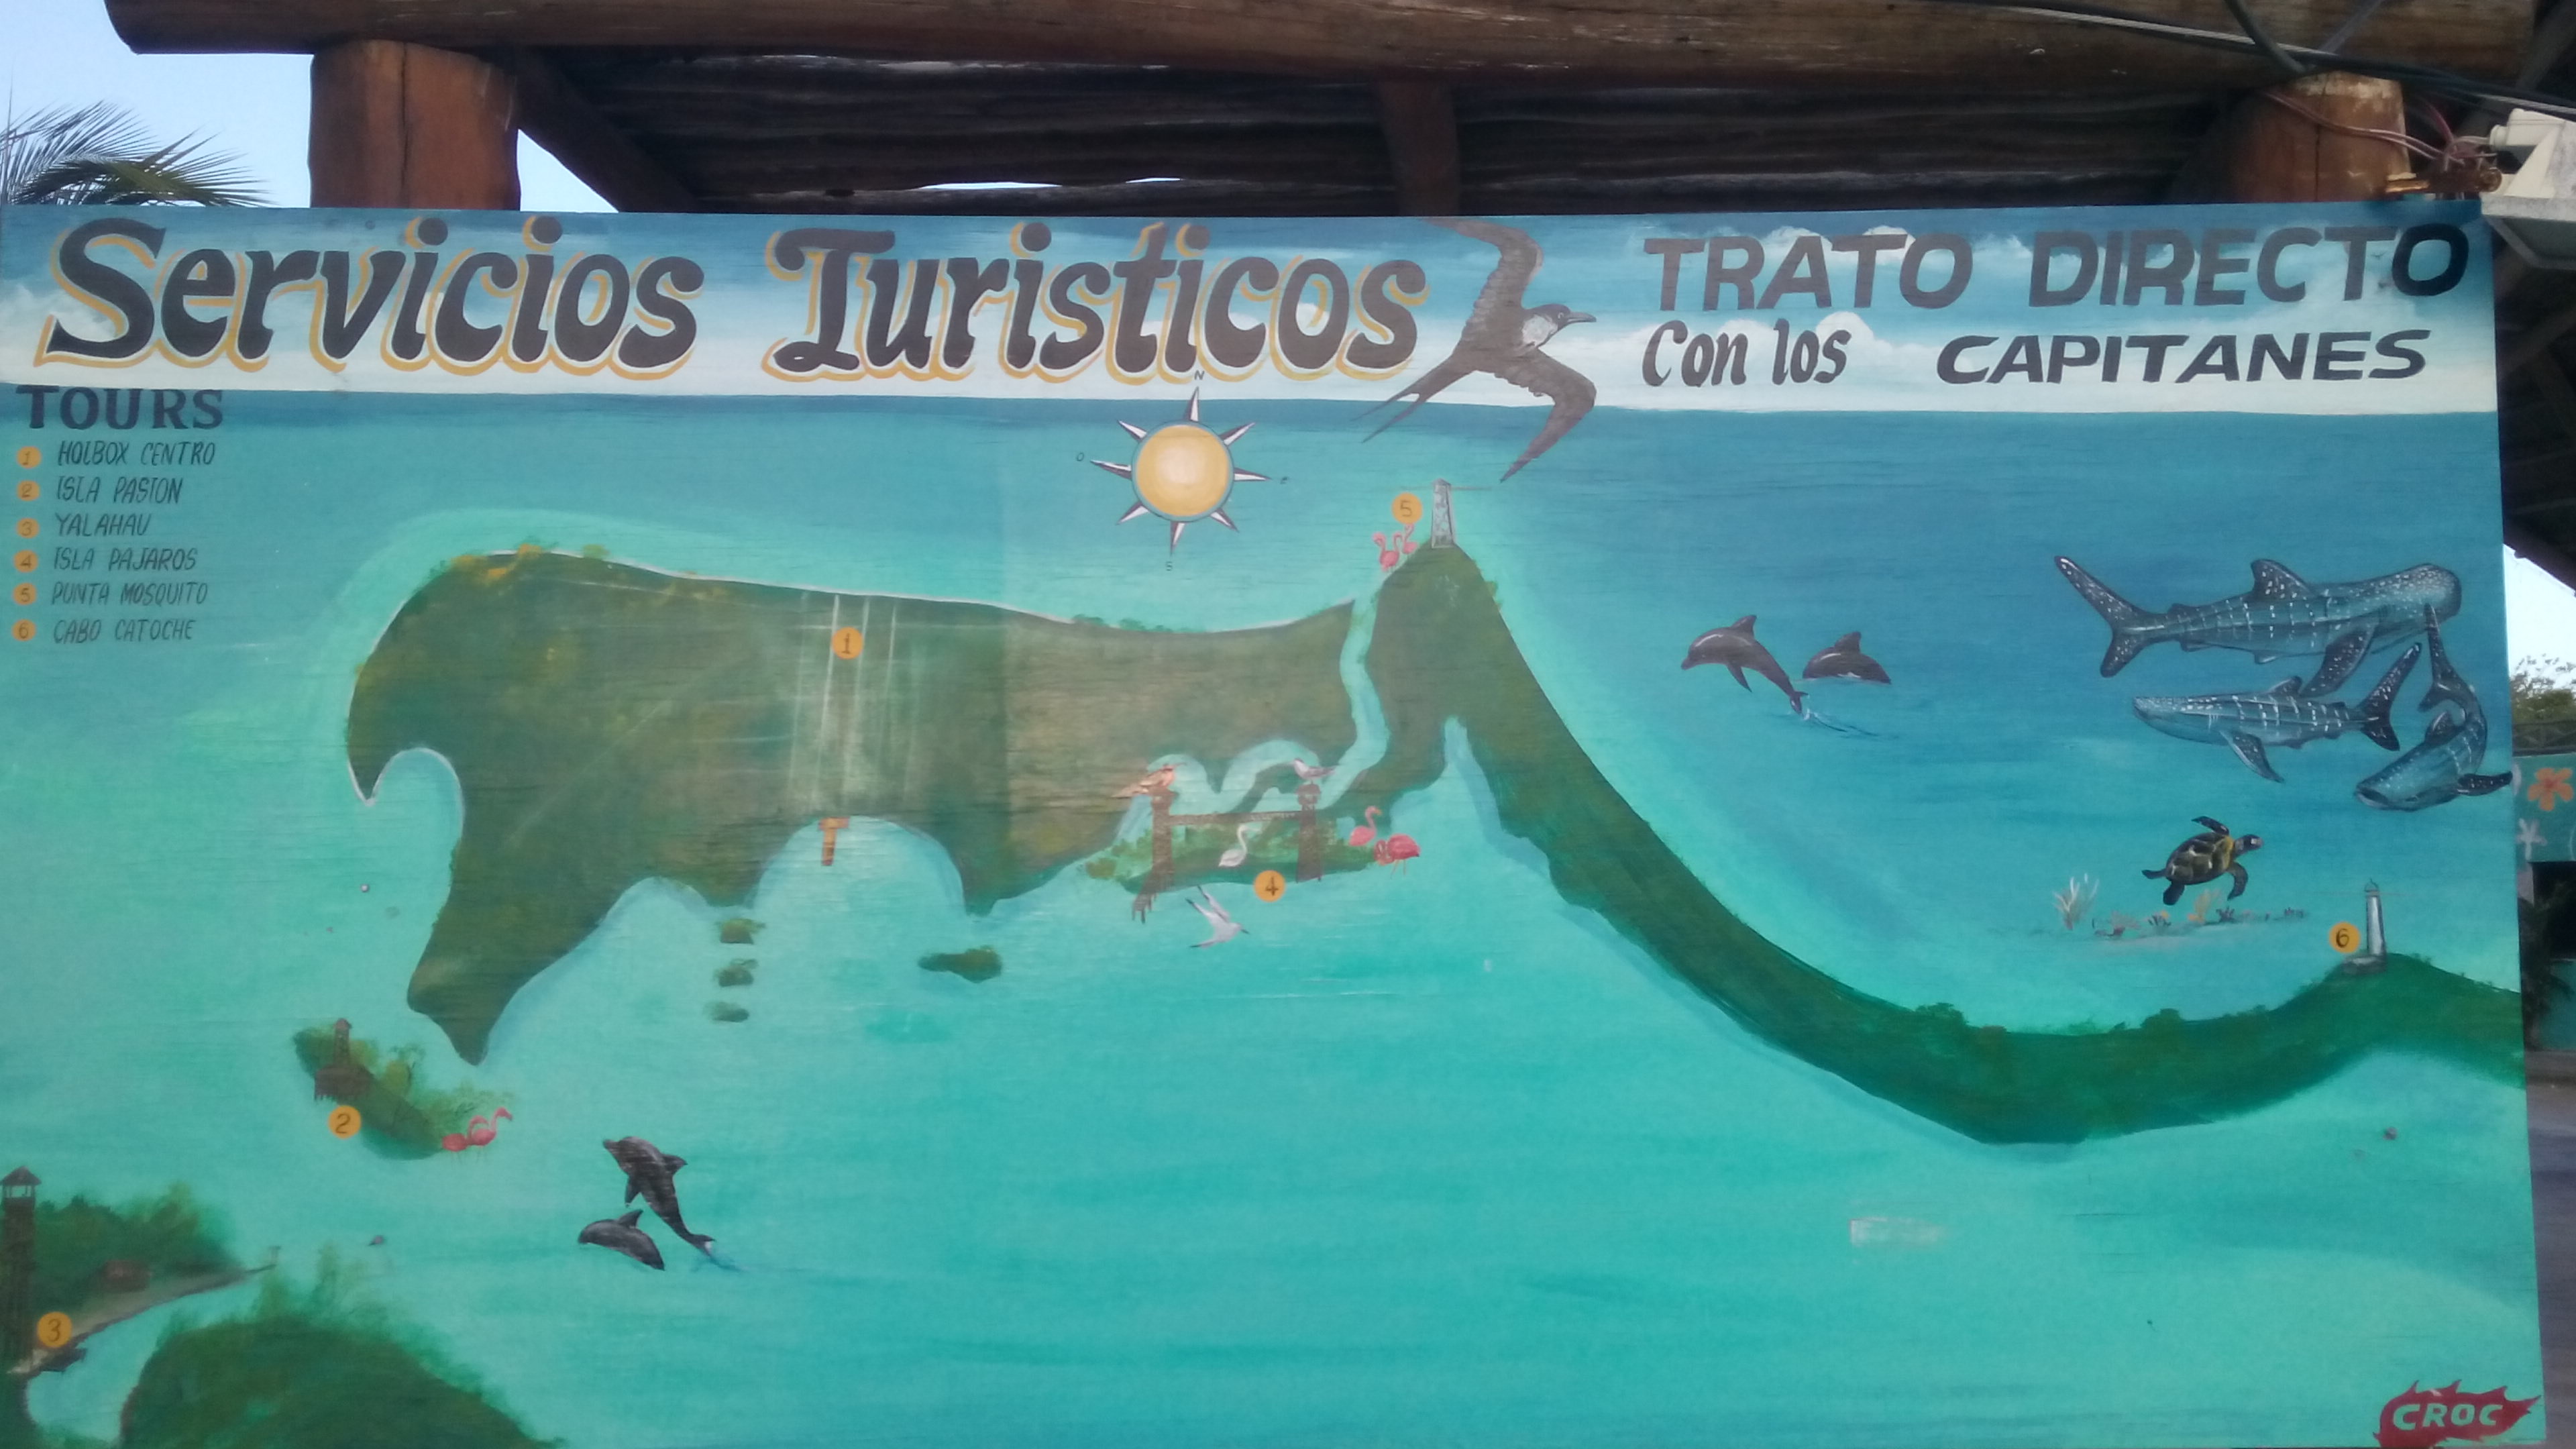 Servicios Turisticos
TRATO DIRECTO
Con los CAPITANES
TOURS
1 HOLBOX CENTRO
2 ISLA PASION
3 YALAHAU
4 ISLA PAJAROS
5 PUNTA MOSQUITO
6 CABO CATOCHE
N
O E
S
5
1
4
6
2
3
CROC